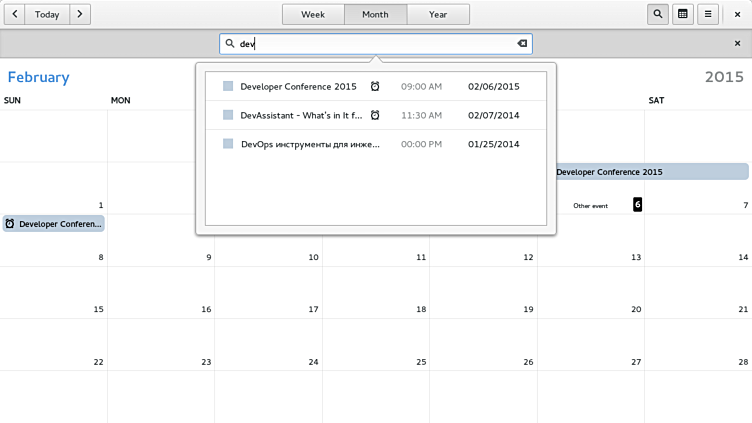 Today
Week Month Year
dev
February 2015
SUN MON SAT
Developer Conference 2015 09:00 AM 02/06/2015
DevAssistant - What's in It f... 11:30 AM 02/07/2014
DevOps инструменты для инже... 00:00 PM 01/25/2014
Developer Conference 2015
1 Other event 6 7
Developer Conferen...
8 9 10 11 12 13 14
15 16 17 18 19 20 21
22 23 24 25 26 27 28